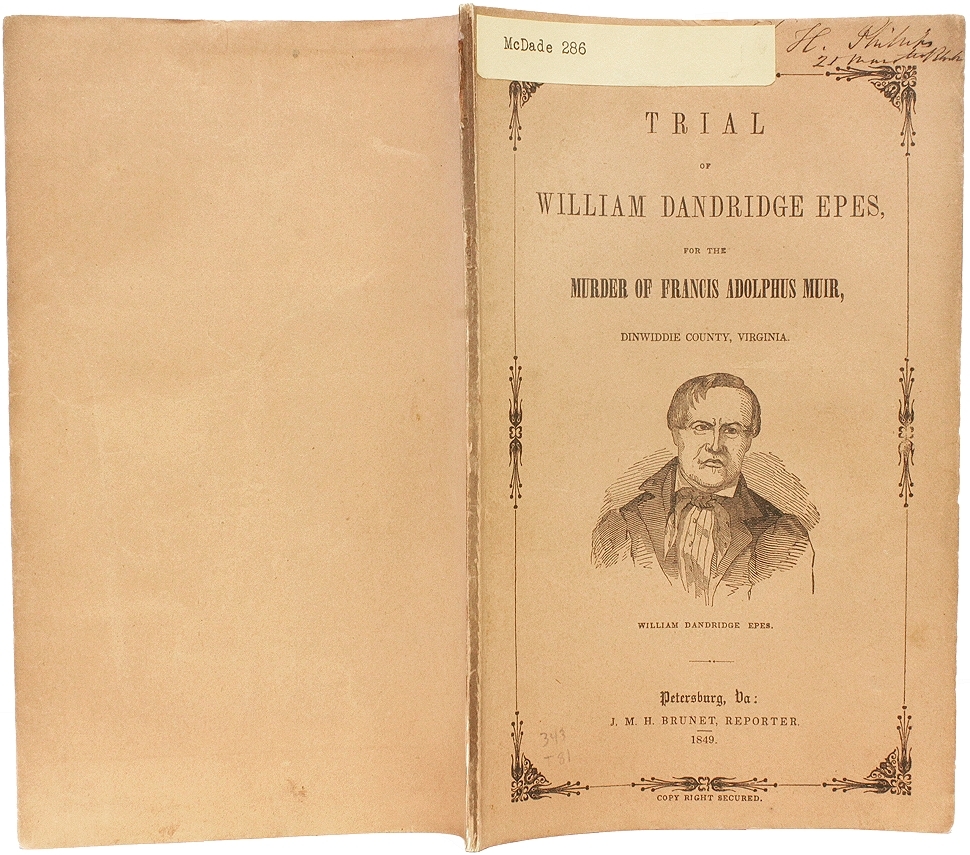 McDade 286
H. Philips
TRIAL
OF
WILLIAM DANDRIDGE EPES,
FOR THE
MURDER OF FRANCIS ADOLPHUS MUIR,
DINWIDDIE COUNTY, VIRGINIA.
WILLIAM DANDRIDGE EPES.
Petersburg, Va:
J. M. H. BRUNET, REPORTER.
1849.
COPY RIGHT SECURED.